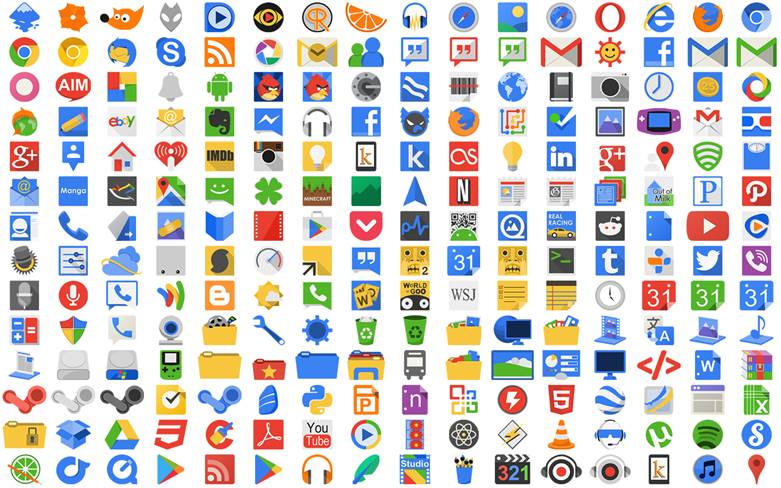 AIM
25
ebay
@
f
g+
IMDb
k
k
as
in
g+
@
Manga
MINECRAFT
N
Out of
Milk
P
REAL
RACING
2
31
t
B
W
WORLD
OF GOO
WSJ
31
31
31
A
W
P
n
5
X
You
Tube
Studio
321
k